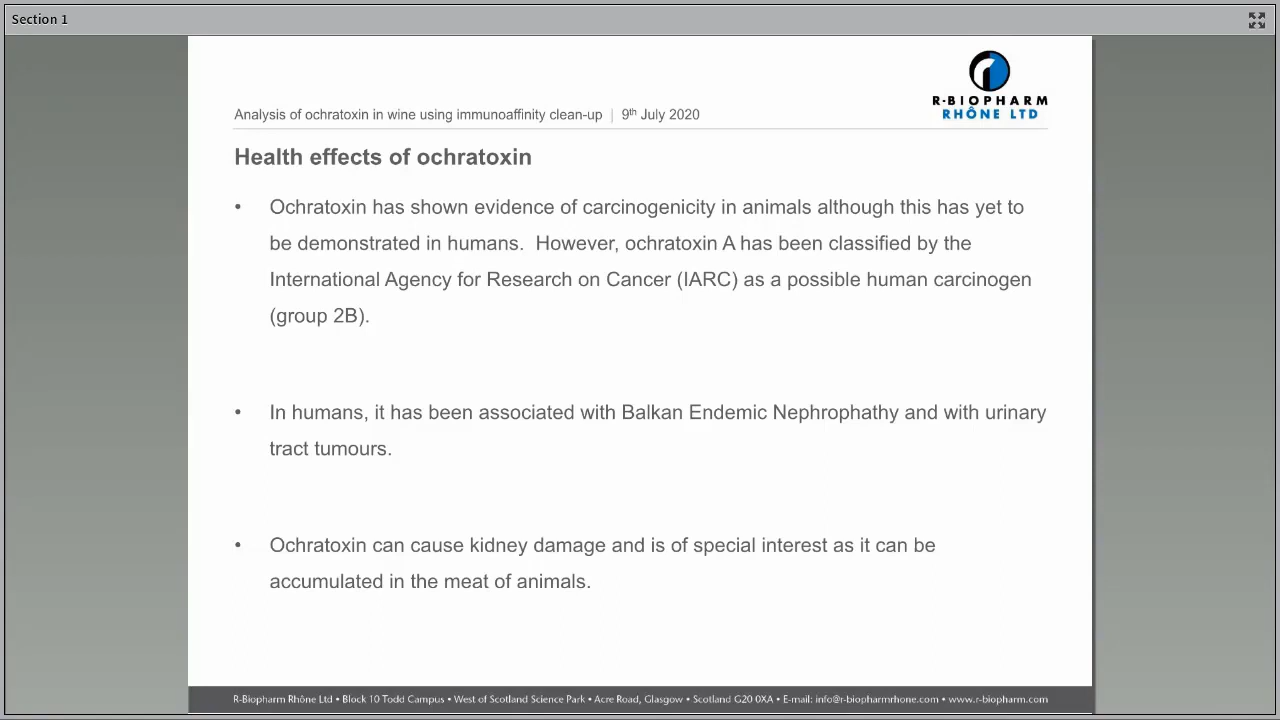 Section 1
R-BIOPHARM
RHÔNE LTD
Analysis of ochratoxin in wine using immunoaffinity clean-up | 9th July 2020
Health effects of ochratoxin
• Ochratoxin has shown evidence of carcinogenicity in animals although this has yet to
be demonstrated in humans. However, ochratoxin A has been classified by the
International Agency for Research on Cancer (IARC) as a possible human carcinogen
(group 2B).
• In humans, it has been associated with Balkan Endemic Nephrophathy and with urinary
tract tumours.
• Ochratoxin can cause kidney damage and is of special interest as it can be
accumulated in the meat of animals.
R-Biopharm Rhône Ltd • Block 10 Todd Campus • West of Scotland Science Park • Acre Road, Glasgow • Scotland G20 0XA • E-mail: info@r-biopharmrhone.com • www.r-biopharm.com